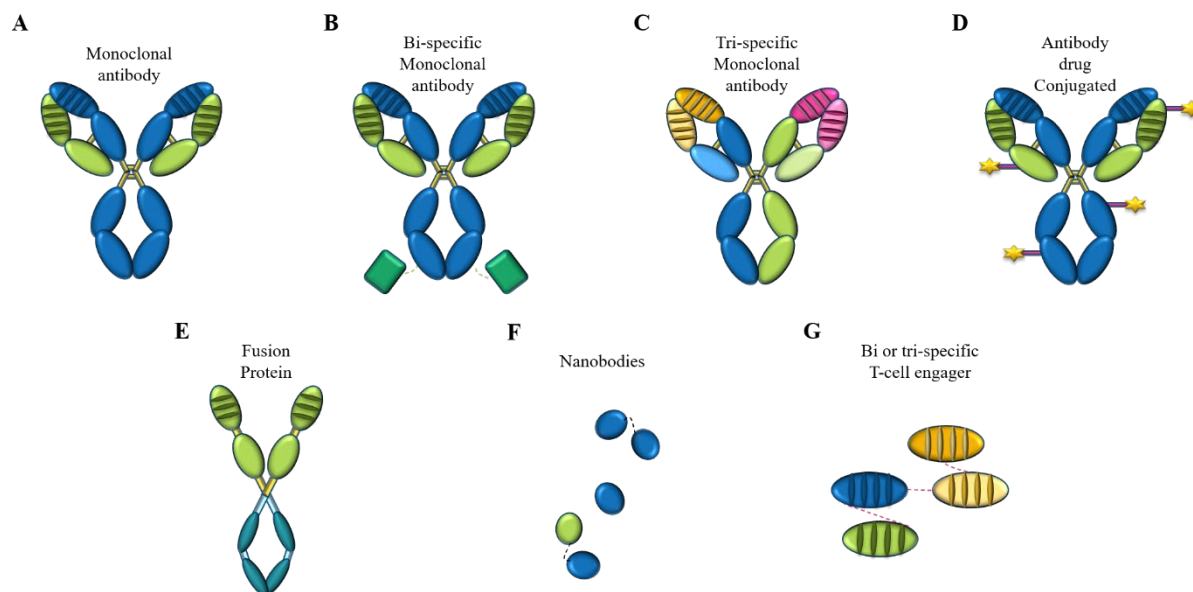 A
Monoclonal
antibody
B
Bi-specific
Monoclonal
antibody
C
Tri-specific
Monoclonal
antibody
D
Antibody
drug
Conjugated
E
Fusion
Protein
F
Nanobodies
G
Bi or tri-specific
T-cell engager